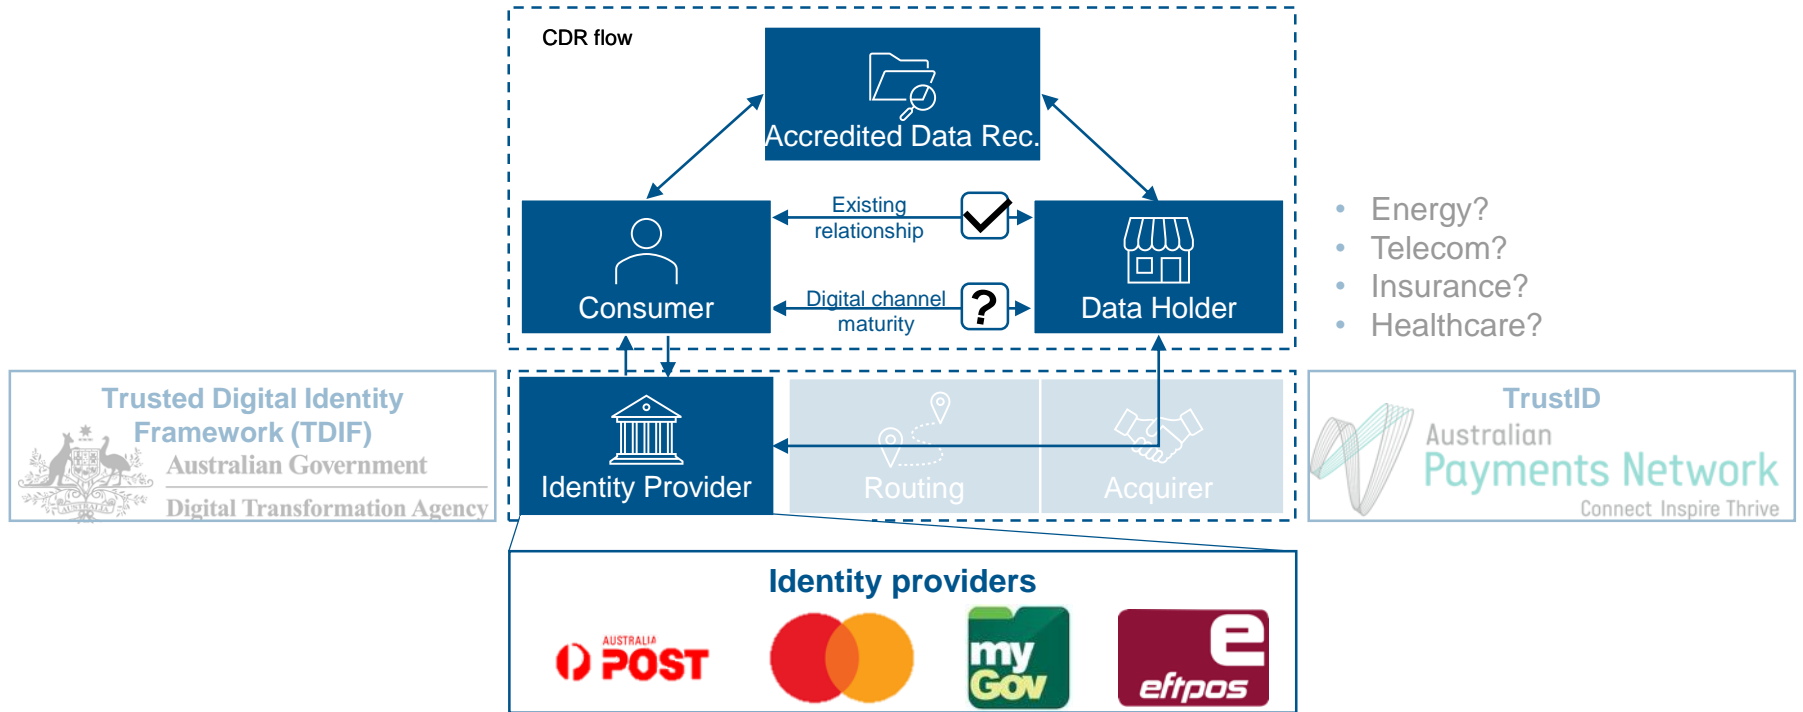 CDR flow
Accredited Data Rec.
Existing
relationship
Consumer
Digital channel
maturity
?
Data Holder
• Energy?
• Telecom?
• Insurance?
• Healthcare?
Trusted Digital Identity
Framework (TDIF)
Australian Government
Digital Transformation Agency
AUSTRALIA
Identity Provider
Routing
Acquirer
TrustID
Australian
Payments Network
Connect Inspire Thrive
Identity providers
AUSTRALIA
POST
my
Gov
e
eftpos